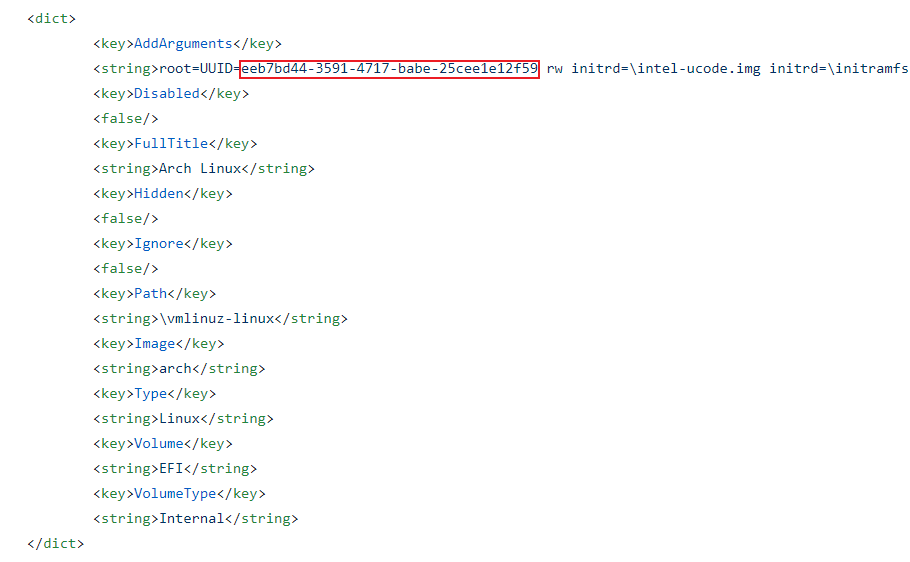 <dict>
<key>AddArguments</key>
<string>root=UUID=eeb7bd44-3591-4717-babe-25cee1e12f59 rw initrd=\intel-ucode.img initrd=\initramfs
<key>Disabled</key>
<false/>
<key>FullTitle</key>
<string>Arch Linux</string>
<key>Hidden</key>
<false/>
<key>Ignore</key>
<false/>
<key>Path</key>
<string>\vmlinuz-linux</string>
<key>Image</key>
<string>arch</string>
<key>Type</key>
<string>Linux</string>
<key>Volume</key>
<string>EFI</string>
<key>VolumeType</key>
<string>Internal</string>
</dict>